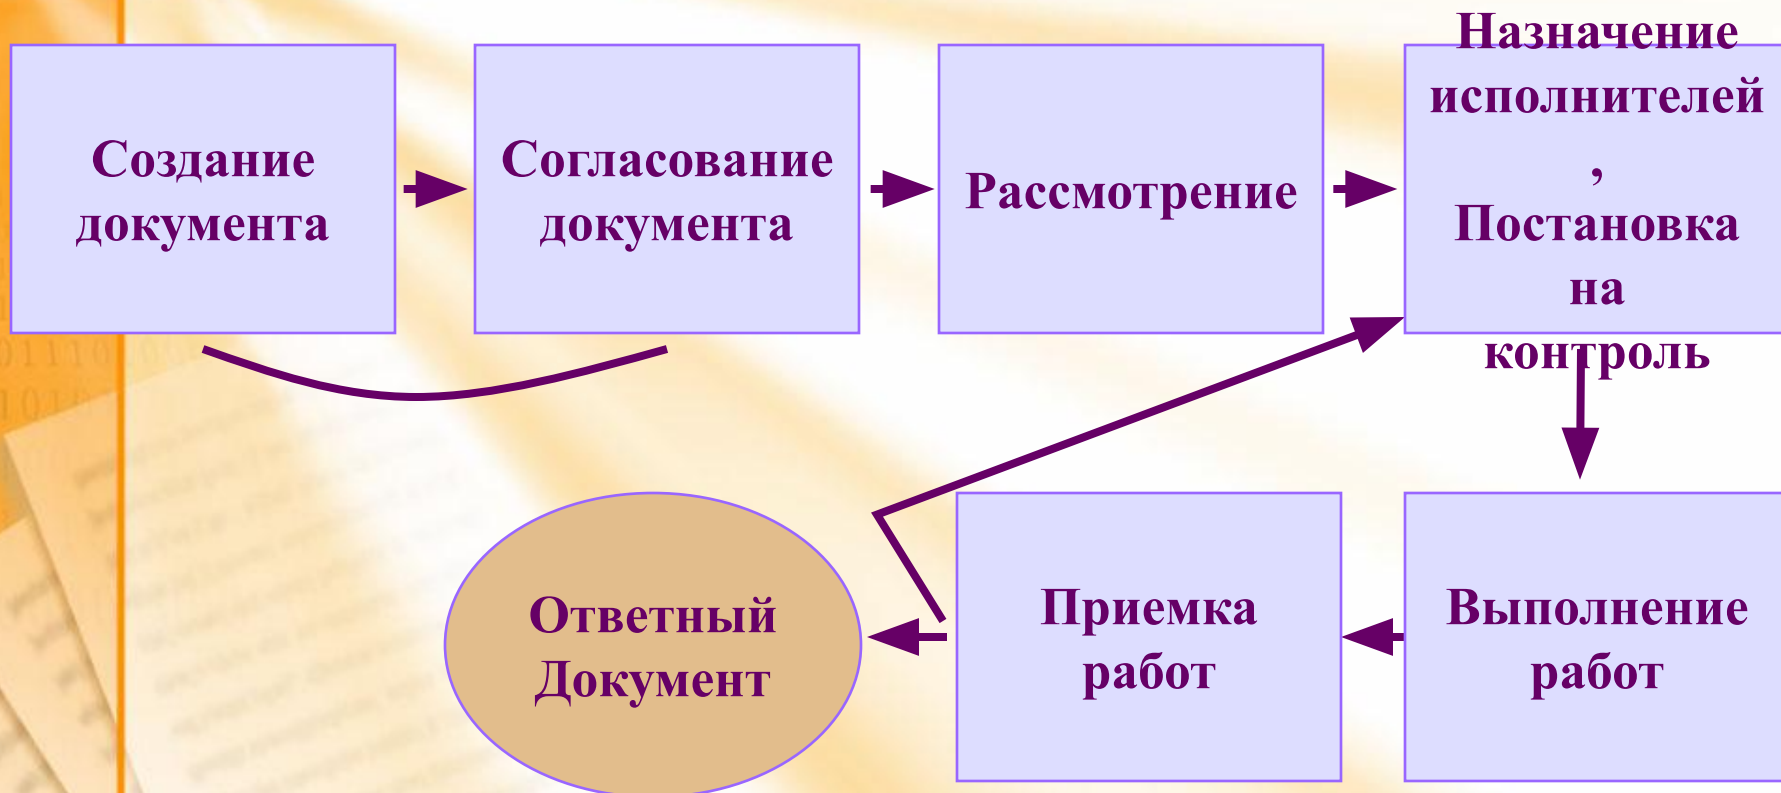 Создание
документа
Согласование
документа
Рассмотрение
Назначение
исполнителей
,
Постановка
на
контроль
Ответный
Документ
Приемка
работ
Выполнение
работ